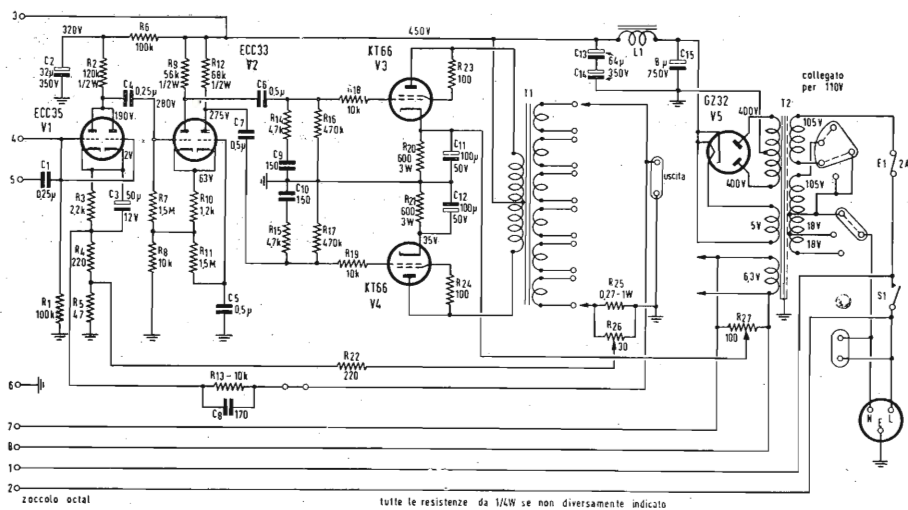 3
320V
R6
100k
450V
C2
32µ
350V
R2
120k
1/2W
C4
0,25µ
280V
R9
56k
1/2W
R12
68k
1/2W
ECC33
V2
C6
0,5µ
R18
10k
KT66
V3
R23
100
L1
C13
64µ
C14
350V
C15
8µ
750V
collegato
per 110V
ECC35
V1
190V
2V
275V
63V
C7
0,5µ
R14
4,7k
R16
470k
C9
150
C10
150
R15
4,7k
R17
470k
R20
600
3W
R21
600
3W
C11
100µ
50V
C12
100µ
50V
35V
T1
uscita
GZ32
V5
400V
400V
T2
105V
105V
18V
18V
5V
6,3V
E1
2A
S1
4
5
C1
0,25µ
R3
2,2k
C3
50µ
12V
R4
220
R5
47
R1
100k
R7
1,5M
R8
10k
R10
1,2k
R11
1,5M
C5
0,5µ
R19
10k
KT66
V4
R24
100
R25
0,27-1W
R26
30
R27
100
R22
220
R13-10k
C8
170
6
7
8
1
2
N
E
L
zoccolo octal
tutte le resistenze da 1/4W se non diversamente indicato